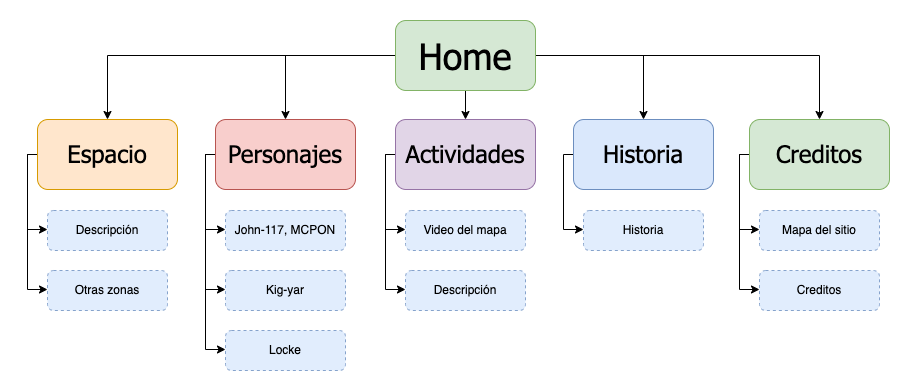 Home
Espacio
Personajes
Actividades
Historia
Creditos
Descripción
John-117, MCPON
Video del mapa
Historia
Mapa del sitio
Otras zonas
Kig-yar
Descripción
Creditos
Locke